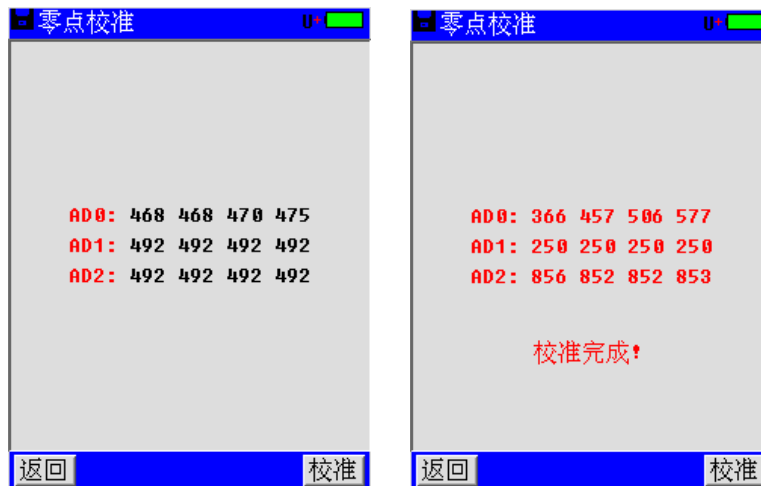 零点校准
U+
AD0: 468 468 470 475
AD1: 492 492 492 492
AD2: 492 492 492 492
返回
校准
零点校准
U+
AD0: 366 457 506 577
AD1: 250 250 250 250
AD2: 856 852 852 853
校准完成!
返回
校准